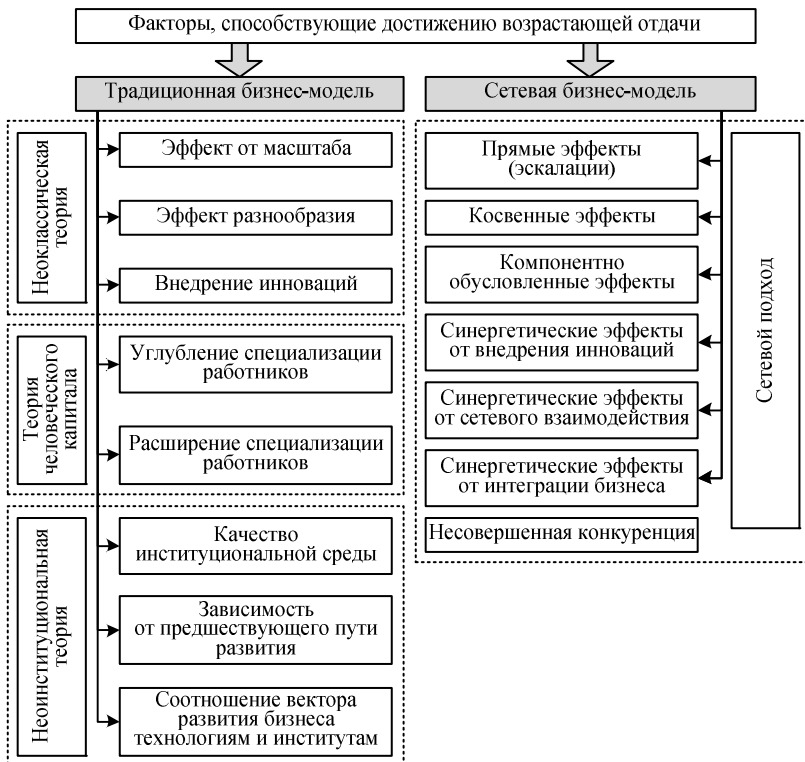 Факторы, способствующие достижению возрастающей отдачи
Традиционная бизнес-модель
Неоклассическая
теория
Эффект от масштаба
Эффект разнообразия
Внедрение инноваций
Теория
человеческого
капитала
Углубление специализации
работников
Расширение специализации
работников
Неоинституциональная
теория
Качество
институциональной среды
Зависимость
от предшествующего пути
развития
Соотношение вектора
развития бизнеса
технологиям и институтам
Сетевая бизнес-модель
Прямые эффекты
(эскалации)
Косвенные эффекты
Компонентно
обусловленные эффекты
Синергетические эффекты
от внедрения инноваций
Синергетические эффекты
от сетевого взаимодействия
Синергетические эффекты
от интеграции бизнеса
Несовершенная конкуренция
Сетевой подход